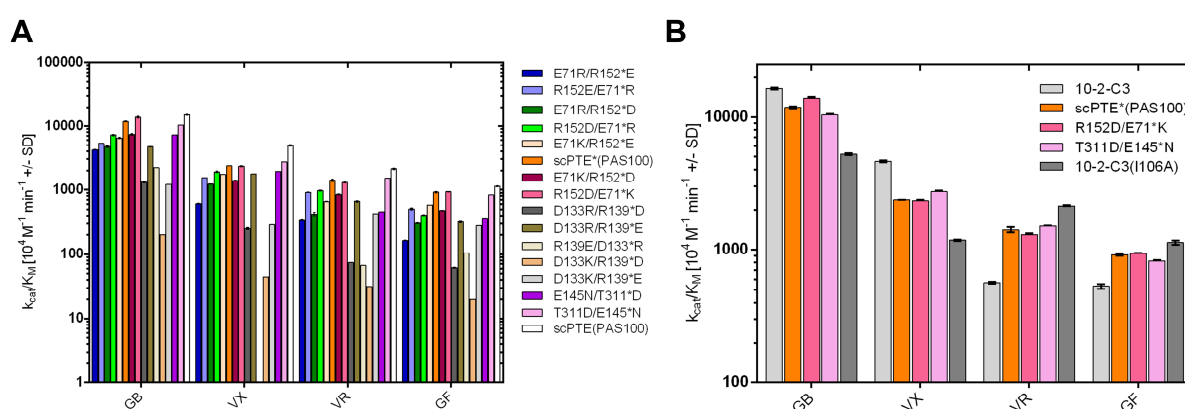 A
k_cat/K_M [10^4 M^-1 min^-1 +/- SD]
100000
10000
1000
100
10
1
GB
VX
VR
GF
E71R/R152*E
R152E/E71*R
E71R/R152*D
R152D/E71*R
E71K/R152*E
scPTE*(PAS100)
E71K/R152*D
R152D/E71*K
D133R/R139*D
D133R/R139*E
R139E/D133*R
D133K/R139*D
D133K/R139*E
E145N/T311*D
T311D/E145*N
scPTE(PAS100)
B
k_cat/K_M [10^4 M^-1 min^-1 +/- SD]
10000
1000
100
GB
VX
VR
GF
10-2-C3
scPTE*(PAS100)
R152D/E71*K
T311D/E145*N
10-2-C3(I106A)